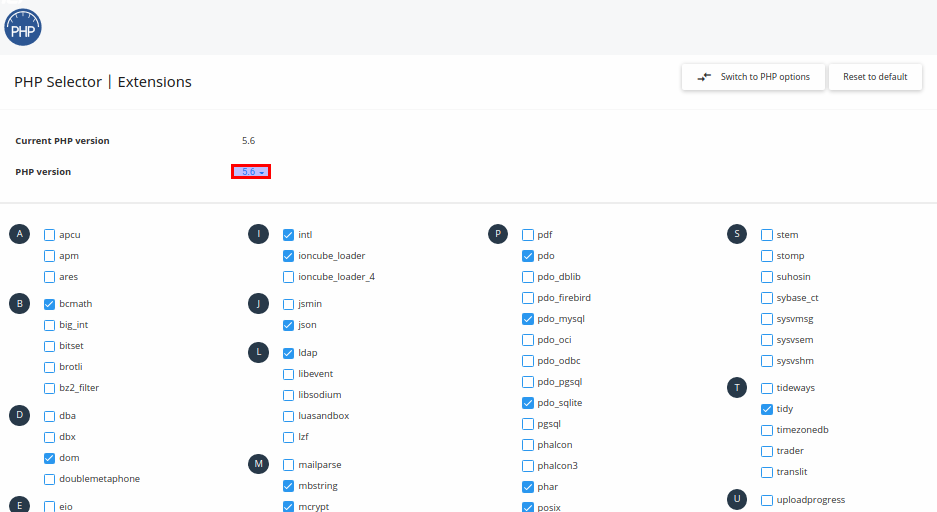 PHP
PHP Selector | Extensions
Switch to PHP options
Reset to default
Current PHP version 5.6
PHP version 5.6
A
apcu
apm
ares
B
bcmath
big_int
bitset
brotli
bz2_filter
D
dba
dbx
dom
doublemetaphone
E
eio
I
intl
ioncube_loader
ioncube_loader_4
J
jsmin
json
L
ldap
libevent
libsodium
luasandbox
lzf
M
mailparse
mbstring
mcrypt
P
pdf
pdo
pdo_dblib
pdo_firebird
pdo_mysql
pdo_oci
pdo_odbc
pdo_pgsql
pdo_sqlite
pgsql
phalcon
phalcon3
phar
posix
S
stem
stomp
suhosin
sybase_ct
sysvmsg
sysvsem
sysvshm
T
tideways
tidy
timezonedb
trader
translit
U
uploadprogress